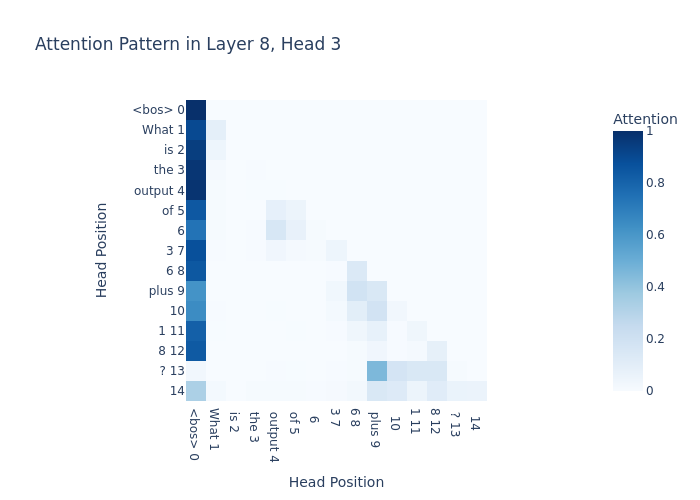 Attention Pattern in Layer 8, Head 3
Attention
<bos> 0
What 1
is 2
the 3
output 4
of 5
6
3 7
6 8
plus 9
10
1 11
8 12
? 13
14
Head Position
1
0.8
0.6
0.4
0.2
0
<bos> 0
What 1
is 2
the 3
output 4
of 5
6
3 7
6 8
plus 9
10
1 11
8 12
? 13
14
Head Position